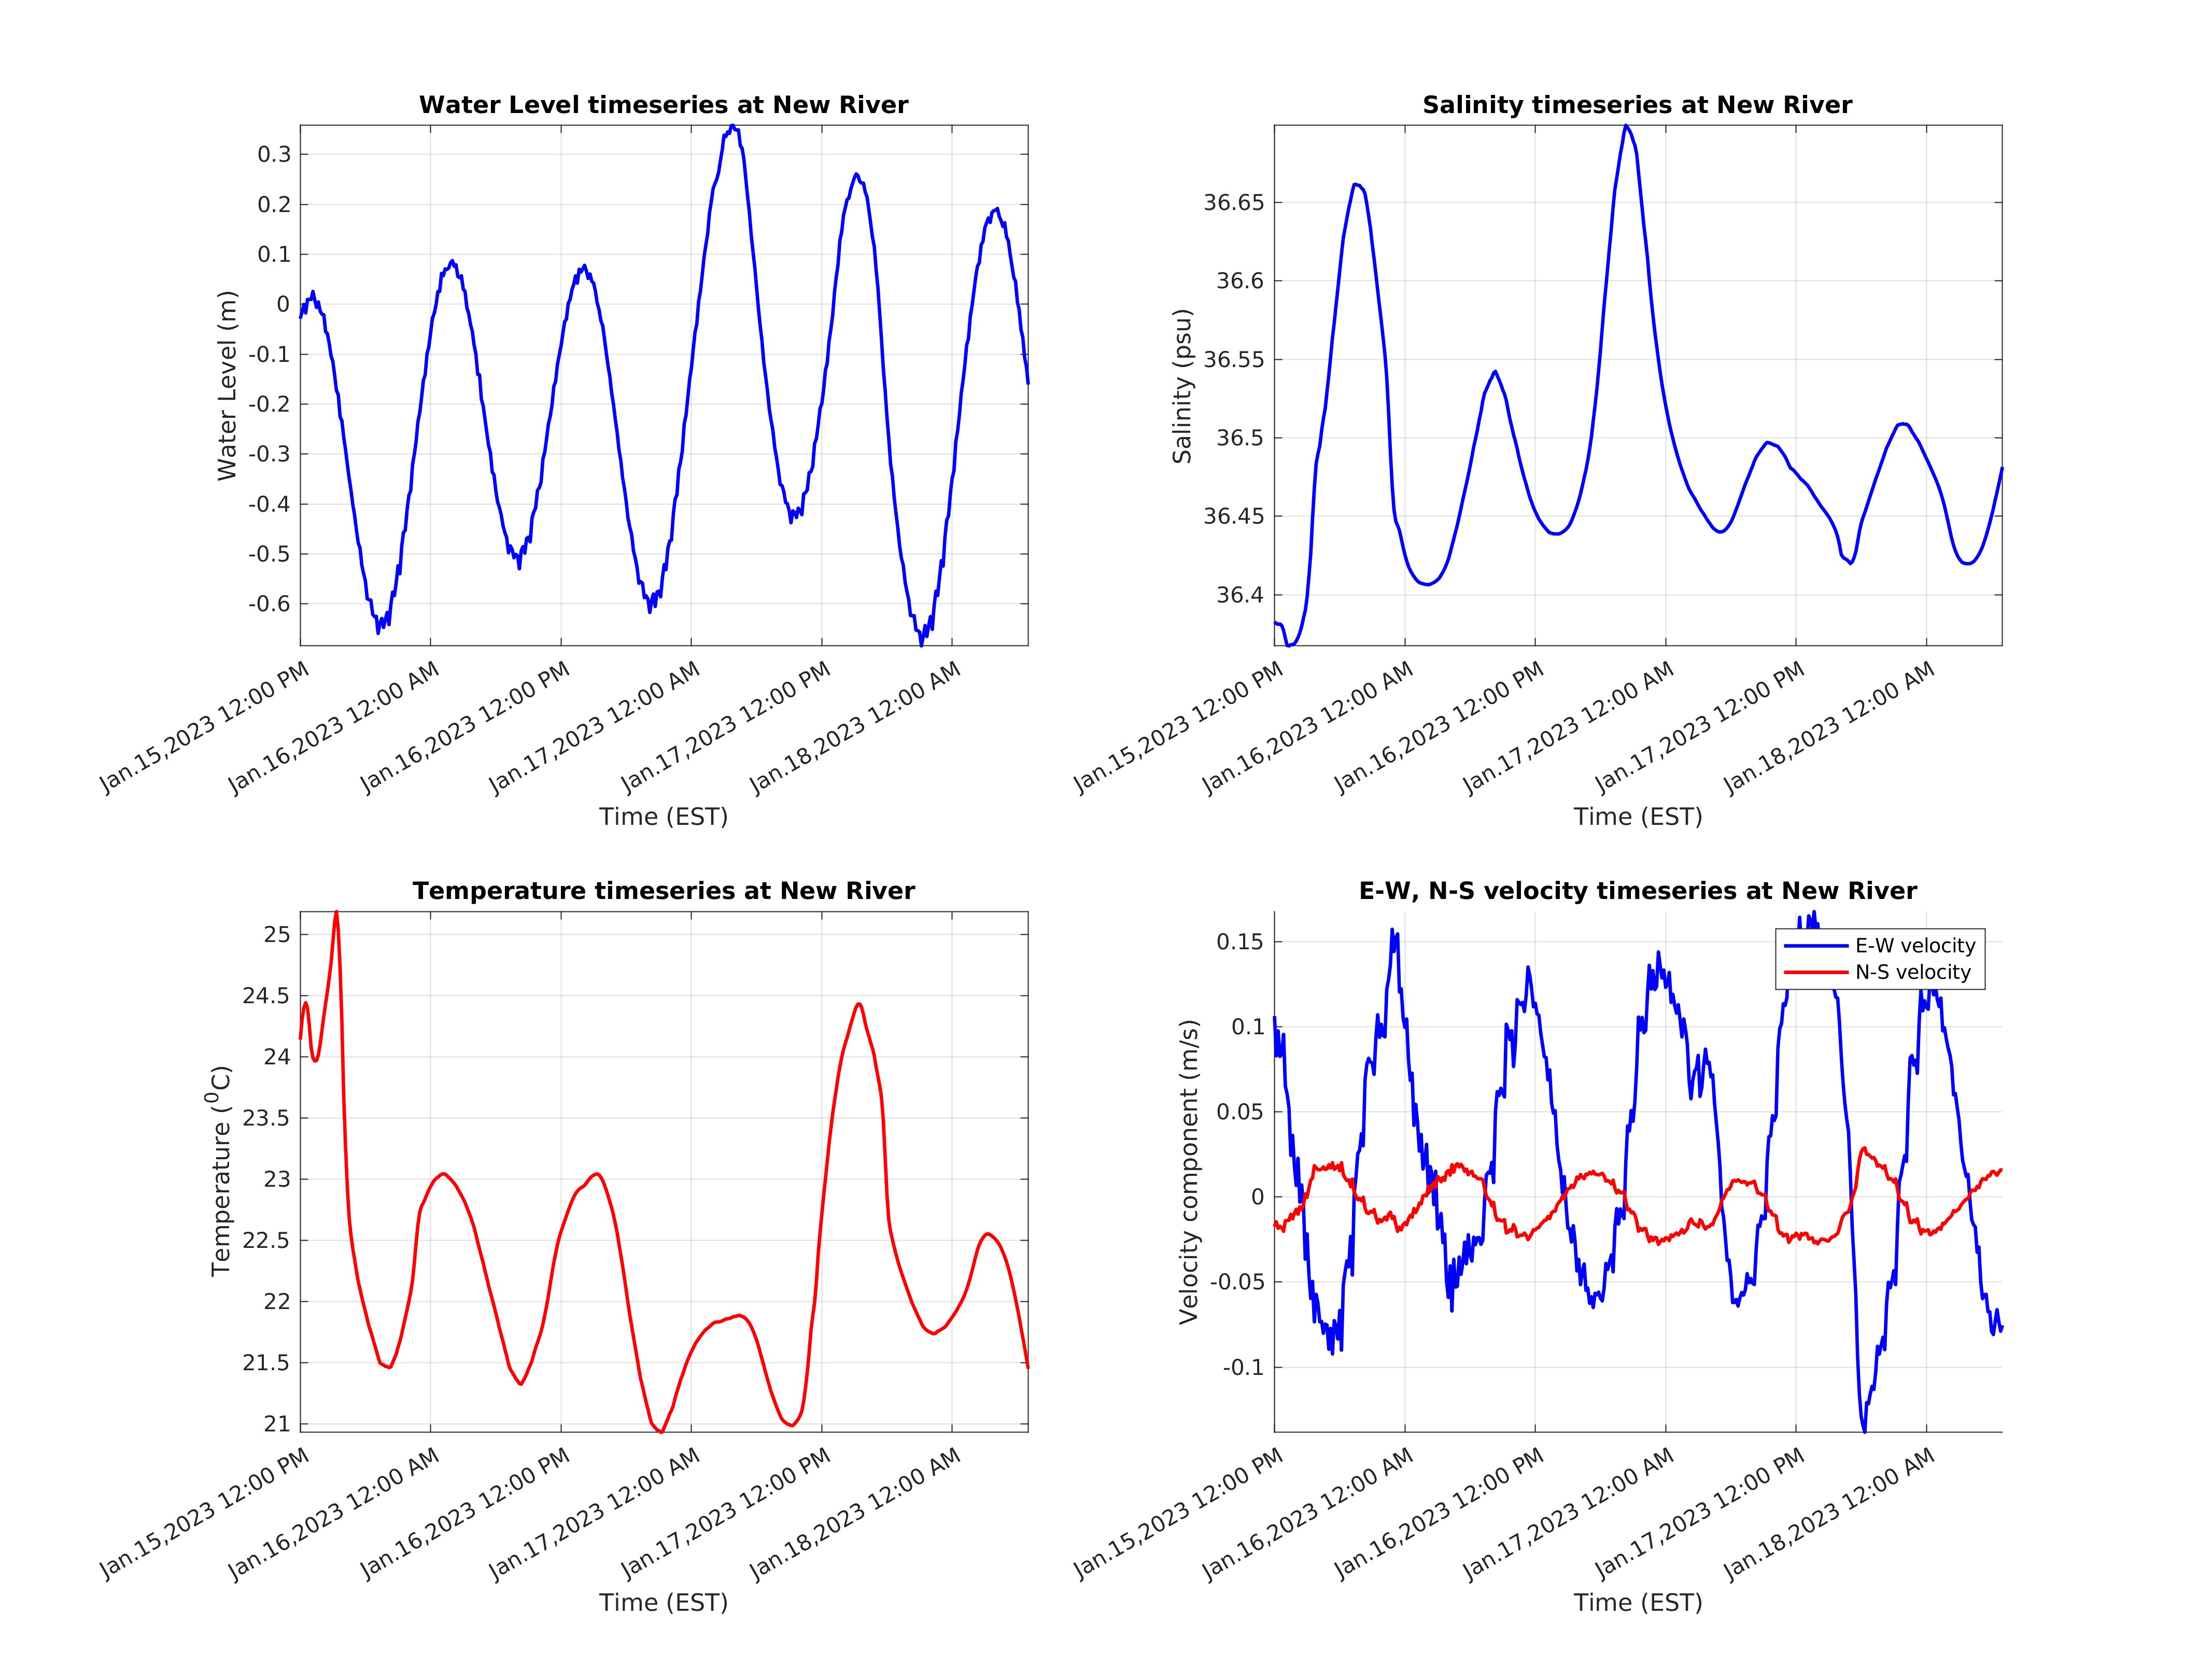 Water Level timeseries at New River
Water Level (m)
0.3
0.2
0.1
0
-0.1
-0.2
-0.3
-0.4
-0.5
-0.6
Jan.15,2023 12:00 PM
Jan.16,2023 12:00 AM
Jan.16,2023 12:00 PM
Jan.17,2023 12:00 AM
Jan.17,2023 12:00 PM
Jan.18,2023 12:00 AM
Time (EST)
Salinity timeseries at New River
Salinity (psu)
36.65
36.6
36.55
36.5
36.45
36.4
Jan.15,2023 12:00 PM
Jan.16,2023 12:00 AM
Jan.16,2023 12:00 PM
Jan.17,2023 12:00 AM
Jan.17,2023 12:00 PM
Jan.18,2023 12:00 AM
Time (EST)
Temperature timeseries at New River
Temperature (⁰C)
25
24.5
24
23.5
23
22.5
22
21.5
21
Jan.15,2023 12:00 PM
Jan.16,2023 12:00 AM
Jan.16,2023 12:00 PM
Jan.17,2023 12:00 AM
Jan.17,2023 12:00 PM
Jan.18,2023 12:00 AM
Time (EST)
E-W, N-S velocity timeseries at New River
Velocity component (m/s)
0.15
0.1
0.05
0
-0.05
-0.1
E-W velocity
N-S velocity
Jan.15,2023 12:00 PM
Jan.16,2023 12:00 AM
Jan.16,2023 12:00 PM
Jan.17,2023 12:00 AM
Jan.17,2023 12:00 PM
Jan.18,2023 12:00 AM
Time (EST)